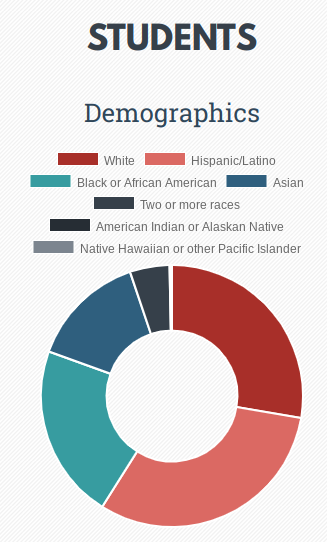 STUDENTS
Demographics
White Hispanic/Latino
Black or African American Asian
Two or more races
American Indian or Alaskan Native
Native Hawaiian or other Pacific Islander